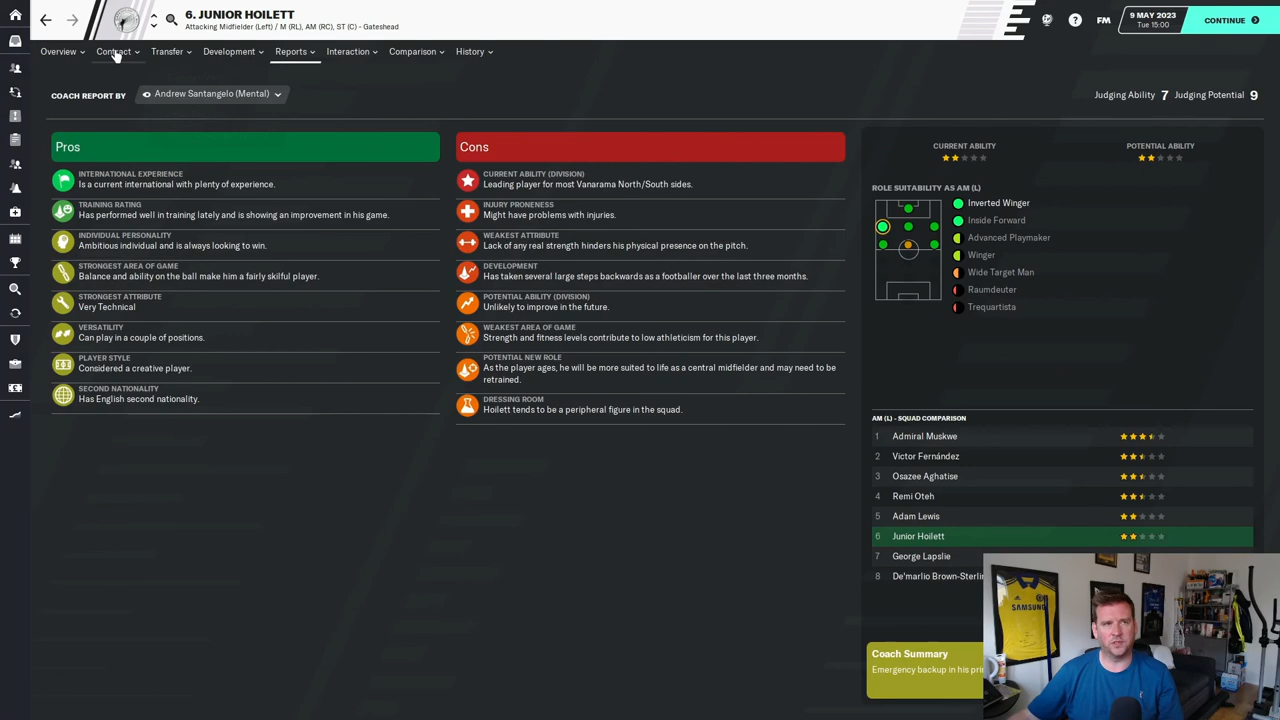 6. JUNIOR HOILETT
Attacking Midfielder (Left) / M (RL), AM (RC), ST (C) - Gateshead
FM
9 MAY 2023
Tue 15:00
CONTINUE
Overview
Contract
Transfer
Development
Reports
Interaction
Comparison
History
COACH REPORT BY
Andrew Santangelo (Mental)
Judging Ability 7 Judging Potential 9
Pros
INTERNATIONAL EXPERIENCE
Is a current international with plenty of experience.
TRAINING RATING
Has performed well in training lately and is showing an improvement in his game.
INDIVIDUAL PERSONALITY
Ambitious individual and is always looking to win.
STRONGEST AREA OF GAME
Balance and ability on the ball make him a fairly skilful player.
STRONGEST ATTRIBUTE
Very Technical
VERSATILITY
Can play in a couple of positions.
PLAYER STYLE
Considered a creative player.
SECOND NATIONALITY
Has English second nationality.
Cons
CURRENT ABILITY (DIVISION)
Leading player for most Vanarama North/South sides.
INJURY PRONENESS
Might have problems with injuries.
WEAKEST ATTRIBUTE
Lack of any real strength hinders his physical presence on the pitch.
DEVELOPMENT
Has taken several large steps backwards as a footballer over the last three months.
POTENTIAL ABILITY (DIVISION)
Unlikely to improve in the future.
WEAKEST AREA OF GAME
Strength and fitness levels contribute to low athleticism for this player.
POTENTIAL NEW ROLE
As the player ages, he will be more suited to life as a central midfielder and may need to be
retrained.
DRESSING ROOM
Hoilett tends to be a peripheral figure in the squad.
CURRENT ABILITY
POTENTIAL ABILITY
ROLE SUITABILITY AS AM (L)
Inverted Winger
Inside Forward
Advanced Playmaker
Winger
Wide Target Man
Raumdeuter
Trequartista
AM (L) - SQUAD COMPARISON
1 Admiral Muskwe
2 Victor Fernández
3 Osazee Aghatise
4 Remi Oteh
5 Adam Lewis
6 Junior Hoilett
7 George Lapslie
8 De'marlio Brown-Sterlin
Coach Summary
Emergency backup in his pri
SAMSUNG